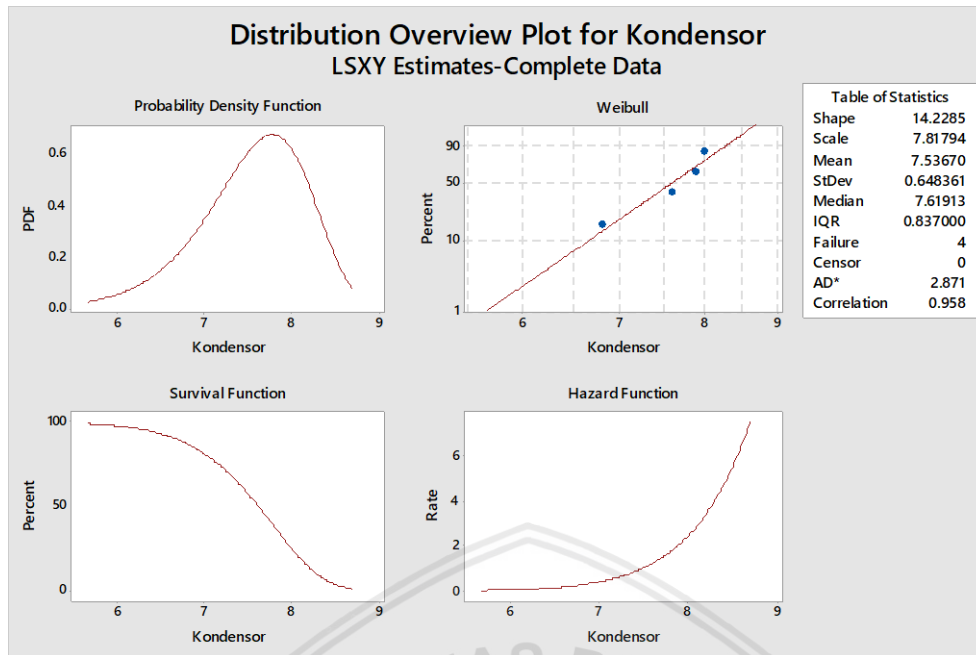 Distribution Overview Plot for Kondensor
LSXY Estimates-Complete Data
Probability Density Function
PDF
0.6
0.4
0.2
0.0
6 7 8 9
Kondensor
Weibull
Percent
90
50
10
1
6 7 8 9
Kondensor
Table of Statistics
Shape 14.2285
Scale 7.81794
Mean 7.53670
StDev 0.648361
Median 7.61913
IQR 0.837000
Failure 4
Censor 0
AD* 2.871
Correlation 0.958
Survival Function
Percent
100
50
0
6 7 8 9
Kondensor
Hazard Function
Rate
6
4
2
0
6 7 8 9
Kondensor